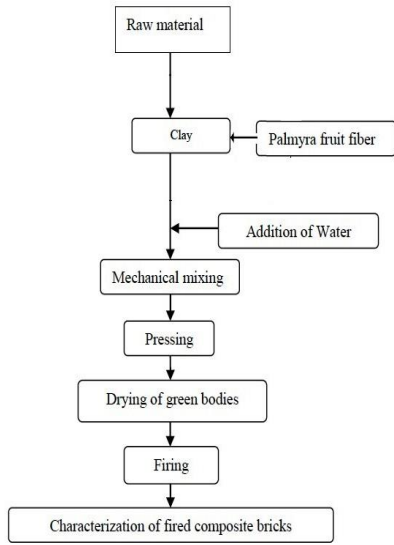 Raw material
Clay
Palmyra fruit fiber
Addition of Water
Mechanical mixing
Pressing
Drying of green bodies
Firing
Characterization of fired composite bricks